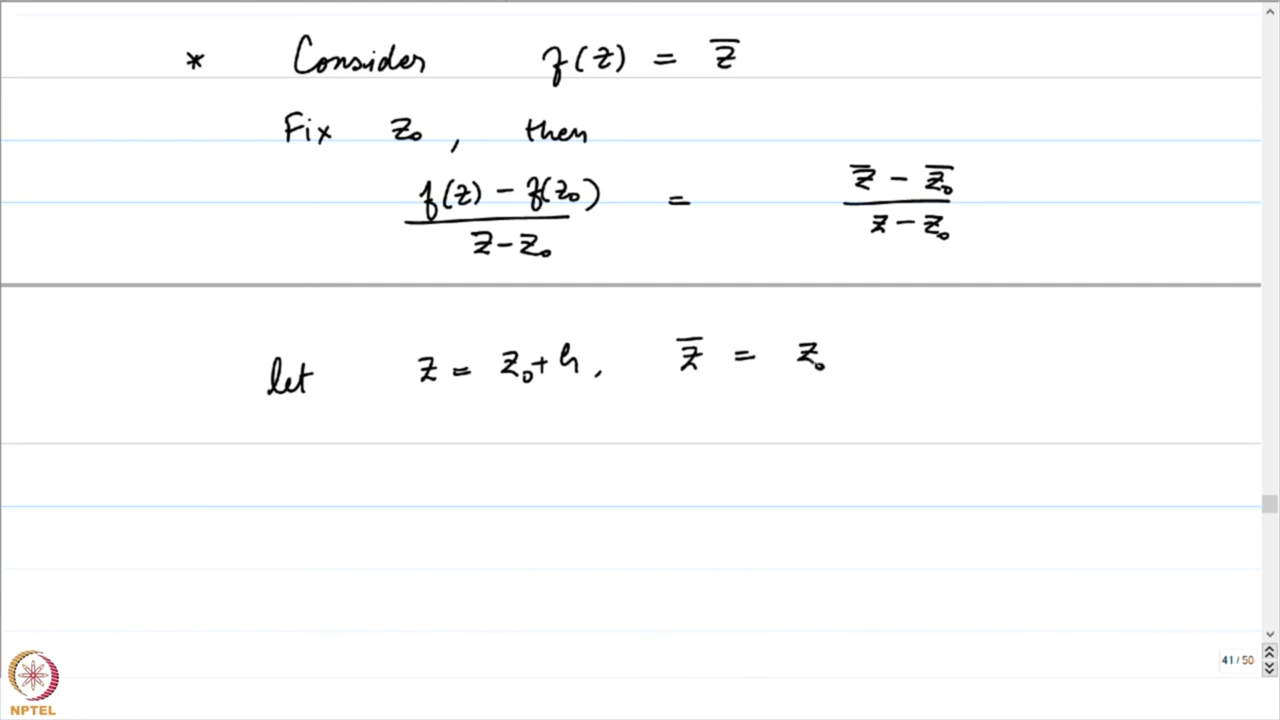 * Consider f(z) = z̅
Fix z₀, then
(f(z) - f(z₀))/(z - z₀) = (z̅ - z̅₀)/(z - z₀)
let z = z₀ + h, z̅ = z₀
41 / 50
NPTEL